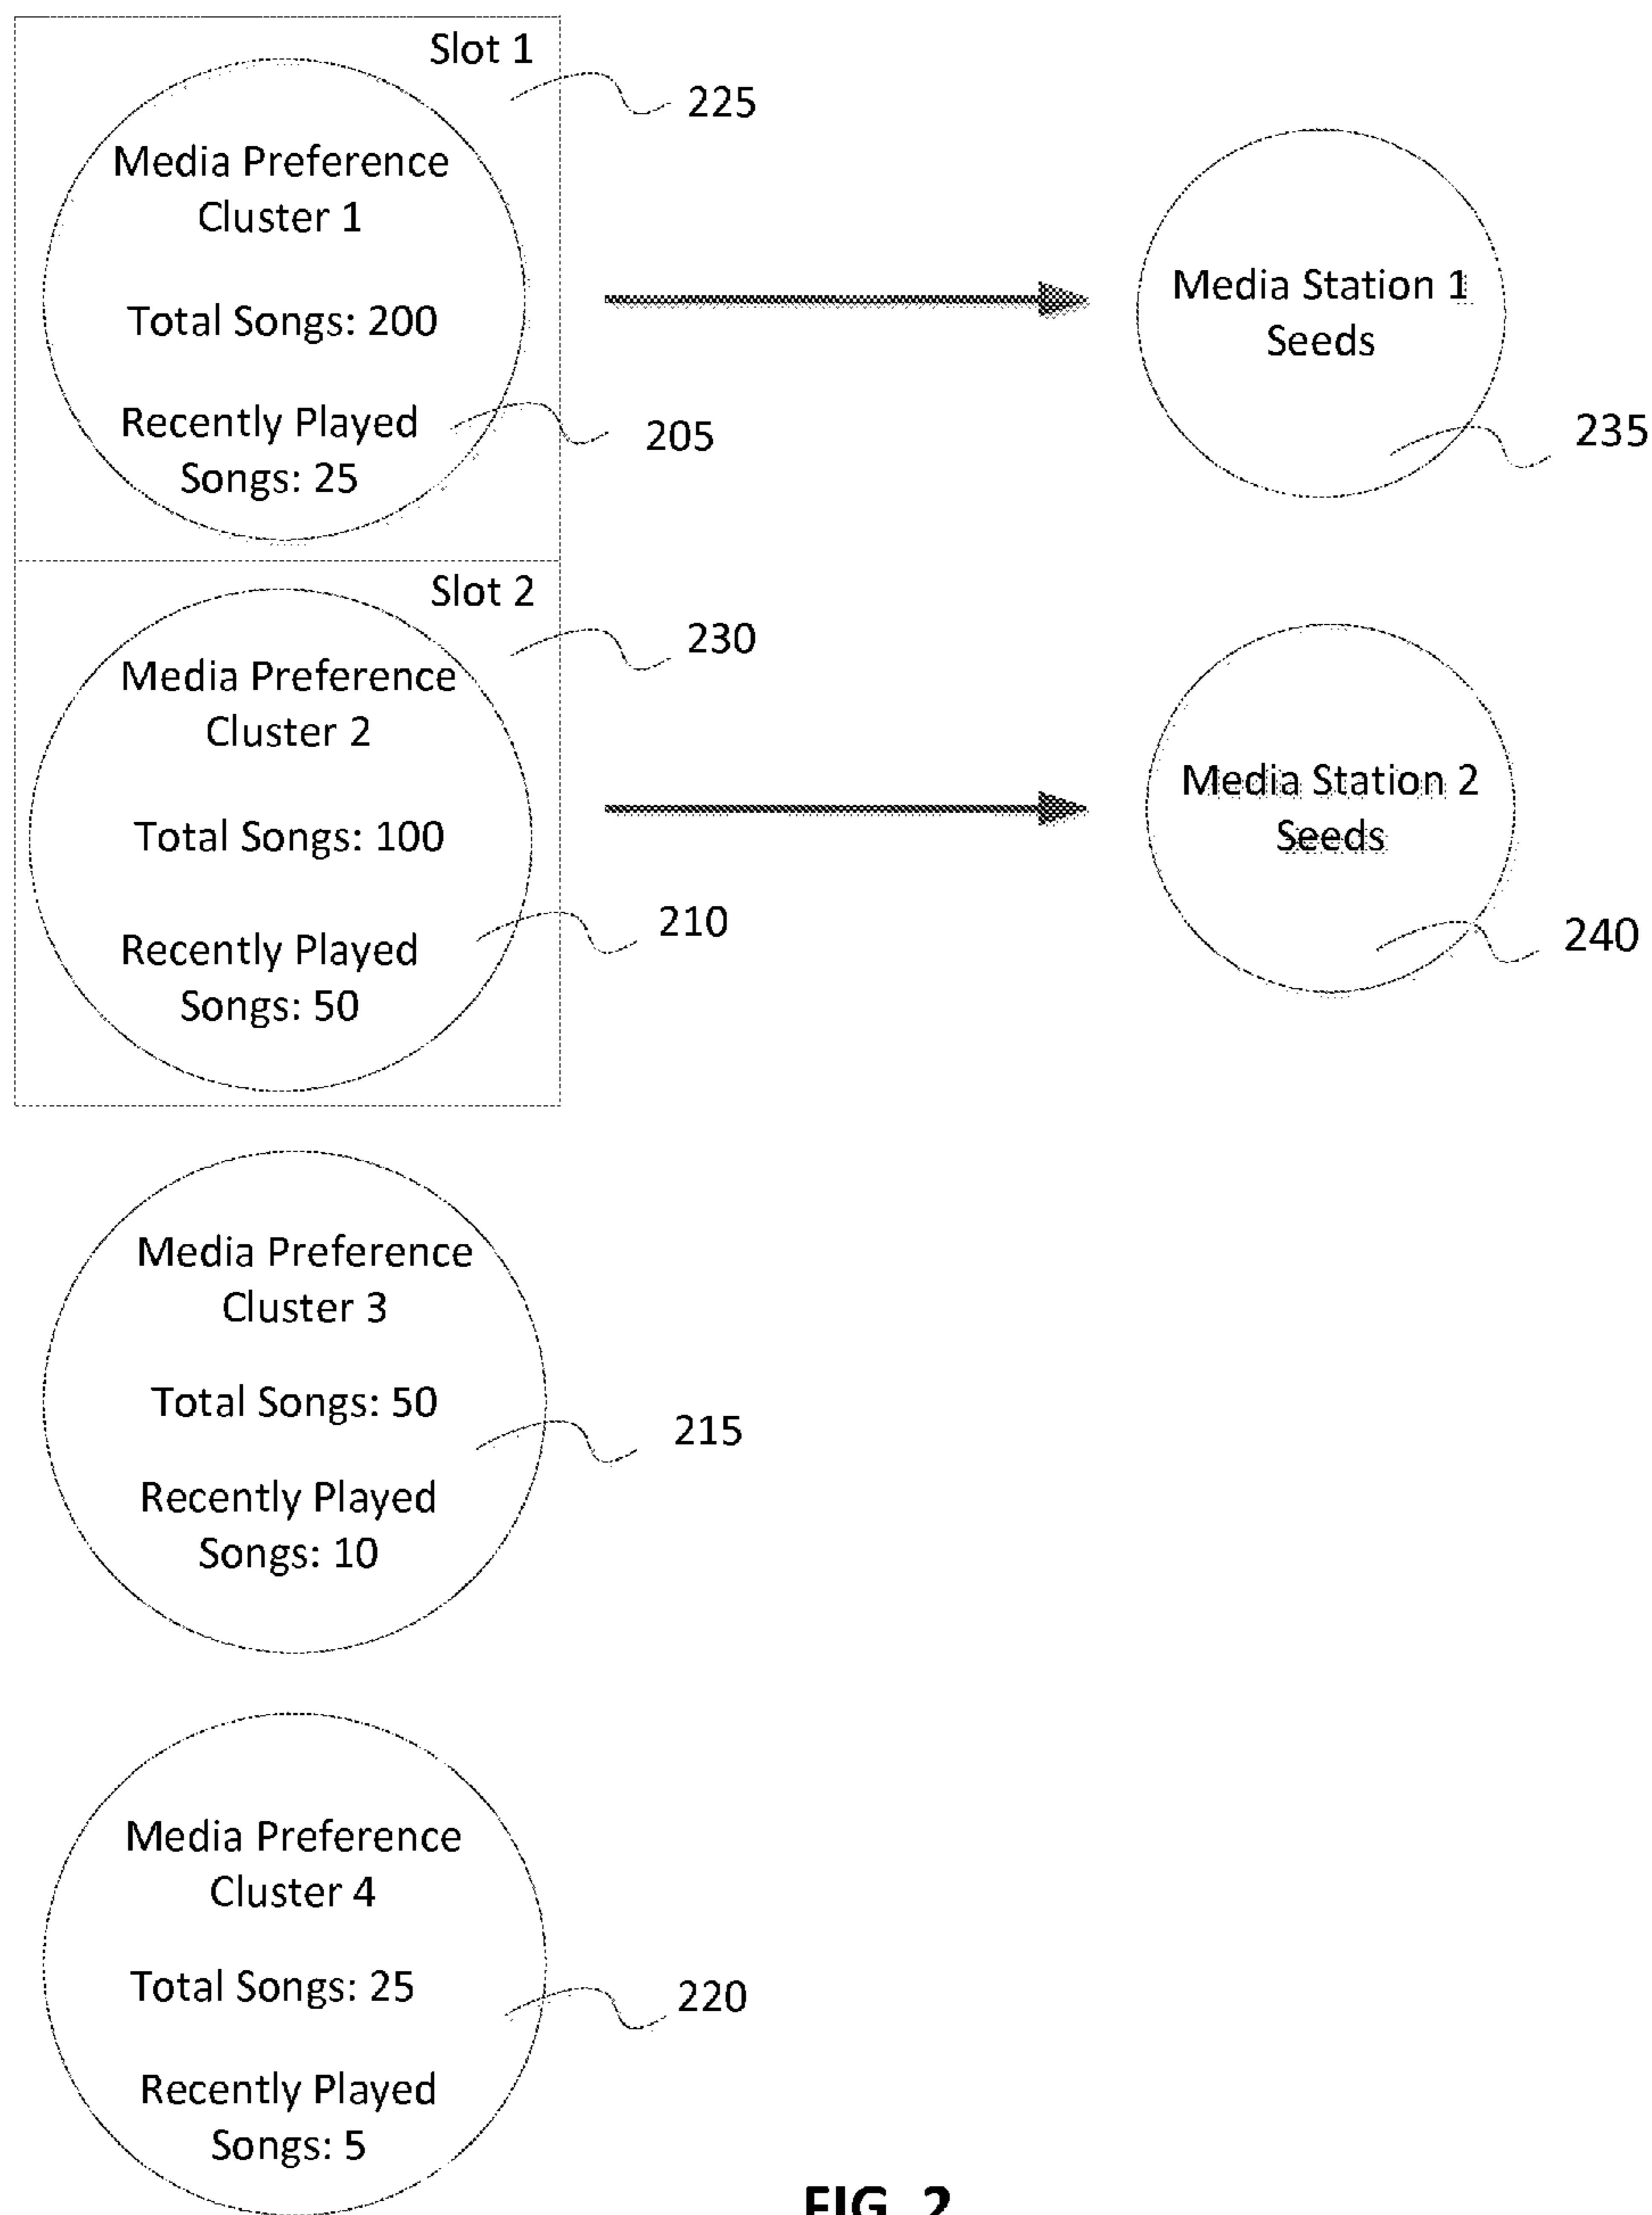 Slot 1
225
Media Preference
Cluster 1
Total Songs: 200
Recently Played
Songs: 25
205
Media Station 1
Seeds
235
Slot 2
230
Media Preference
Cluster 2
Total Songs: 100
Recently Played
Songs: 50
210
Media Station 2
Seeds
240
Media Preference
Cluster 3
Total Songs: 50
Recently Played
Songs: 10
215
Media Preference
Cluster 4
Total Songs: 25
Recently Played
Songs: 5
220
FIG. 2